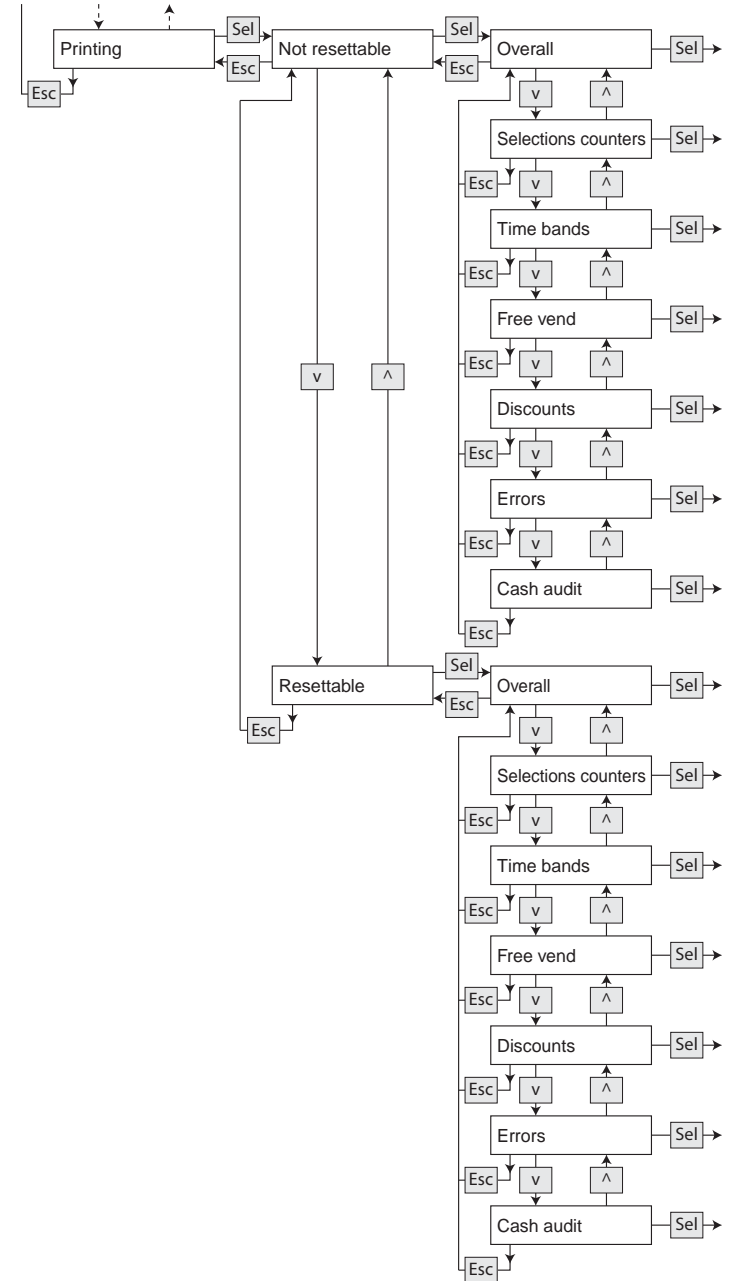 Sel
Sel
Printing
Not resettable
Overall
Sel
Esc
Esc
Esc
v
^
Selections counters
Sel
Esc
v
^
Time bands
Sel
Esc
v
^
Free vend
Sel
Esc
v
^
v
^
Discounts
Sel
Esc
v
^
Errors
Sel
Esc
v
^
Cash audit
Sel
Esc
Sel
Resettable
Overall
Sel
Esc
Esc
v
^
Selections counters
Sel
Esc
v
^
Time bands
Sel
Esc
v
^
Free vend
Sel
Esc
v
^
Discounts
Sel
Esc
v
^
Errors
Sel
Esc
v
^
Cash audit
Sel
Esc